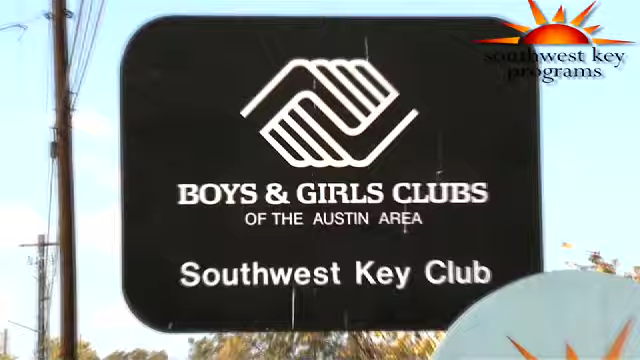 southwest key
programs
BOYS & GIRLS CLUBS
OF THE AUSTIN AREA
Southwest Key Club